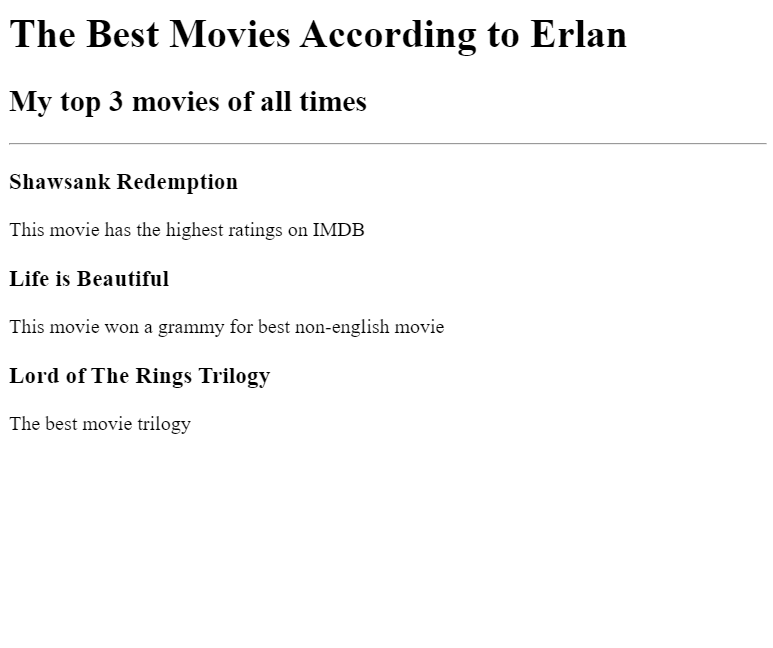 The Best Movies According to Erlan
My top 3 movies of all times
Shawsank Redemption
This movie has the highest ratings on IMDB
Life is Beautiful
This movie won a grammy for best non-english movie
Lord of The Rings Trilogy
The best movie trilogy